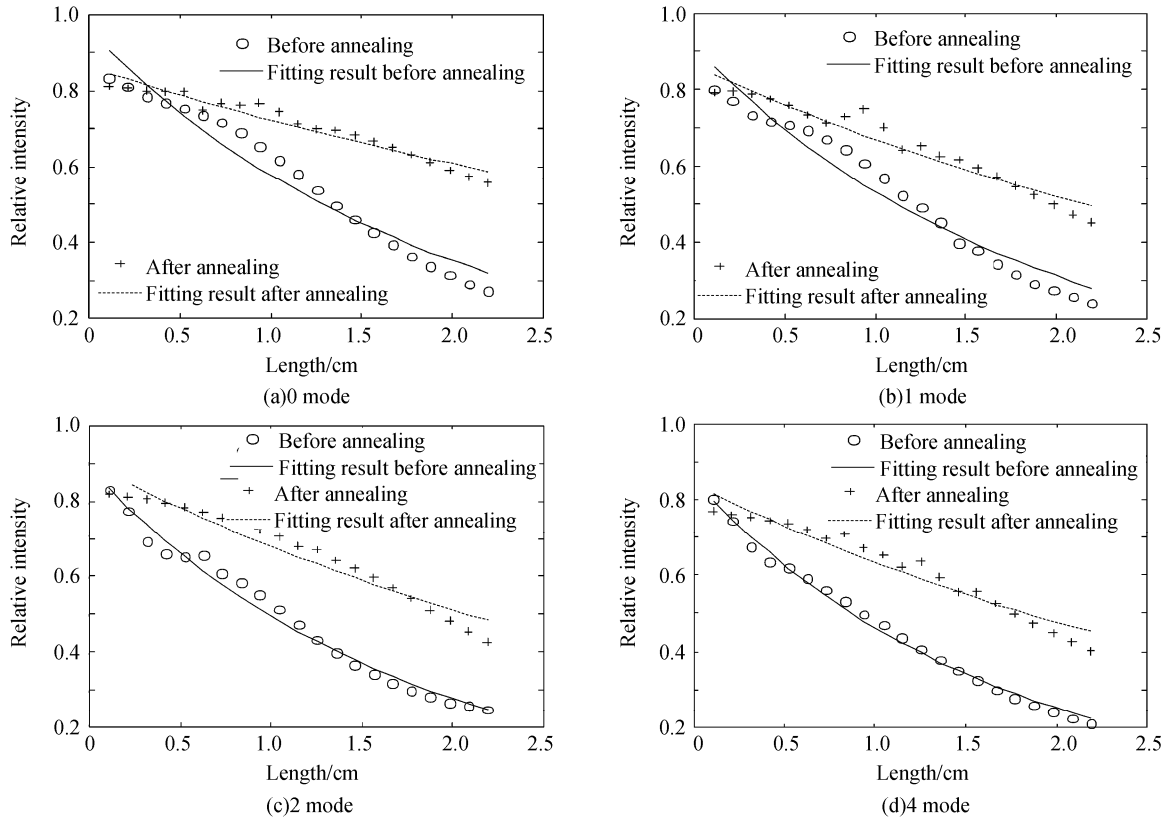 1.0
0.8
0.6
0.4
0.2
Relative intensity
Before annealing
Fitting result before annealing
After annealing
Fitting result after annealing
0 0.5 1.0 1.5 2.0 2.5
Length/cm
(a)0 mode
1.0
0.8
0.6
0.4
0.2
Relative intensity
Before annealing
Fitting result before annealing
After annealing
Fitting result after annealing
0 0.5 1.0 1.5 2.0 2.5
Length/cm
(b)1 mode
1.0
0.8
0.6
0.4
0.2
Relative intensity
Before annealing
Fitting result before annealing
After annealing
Fitting result after annealing
0 0.5 1.0 1.5 2.0 2.5
Length/cm
(c)2 mode
1.0
0.8
0.6
0.4
0.2
Relative intensity
Before annealing
Fitting result before annealing
After annealing
Fitting result after annealing
0 0.5 1.0 1.5 2.0 2.5
Length/cm
(d)4 mode